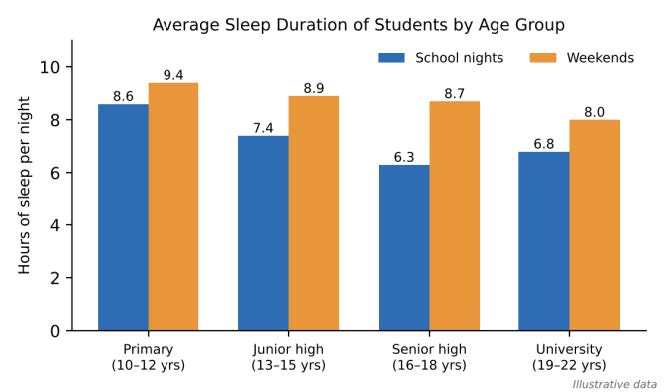 Average Sleep Duration of Students by Age Group
School nights
Weekends
Hours of sleep per night
10
8
6
4
2
0
8.6
9.4
7.4
8.9
6.3
8.7
6.8
8.0
Primary
(10–12 yrs)
Junior high
(13–15 yrs)
Senior high
(16–18 yrs)
University
(19–22 yrs)
Illustrative data